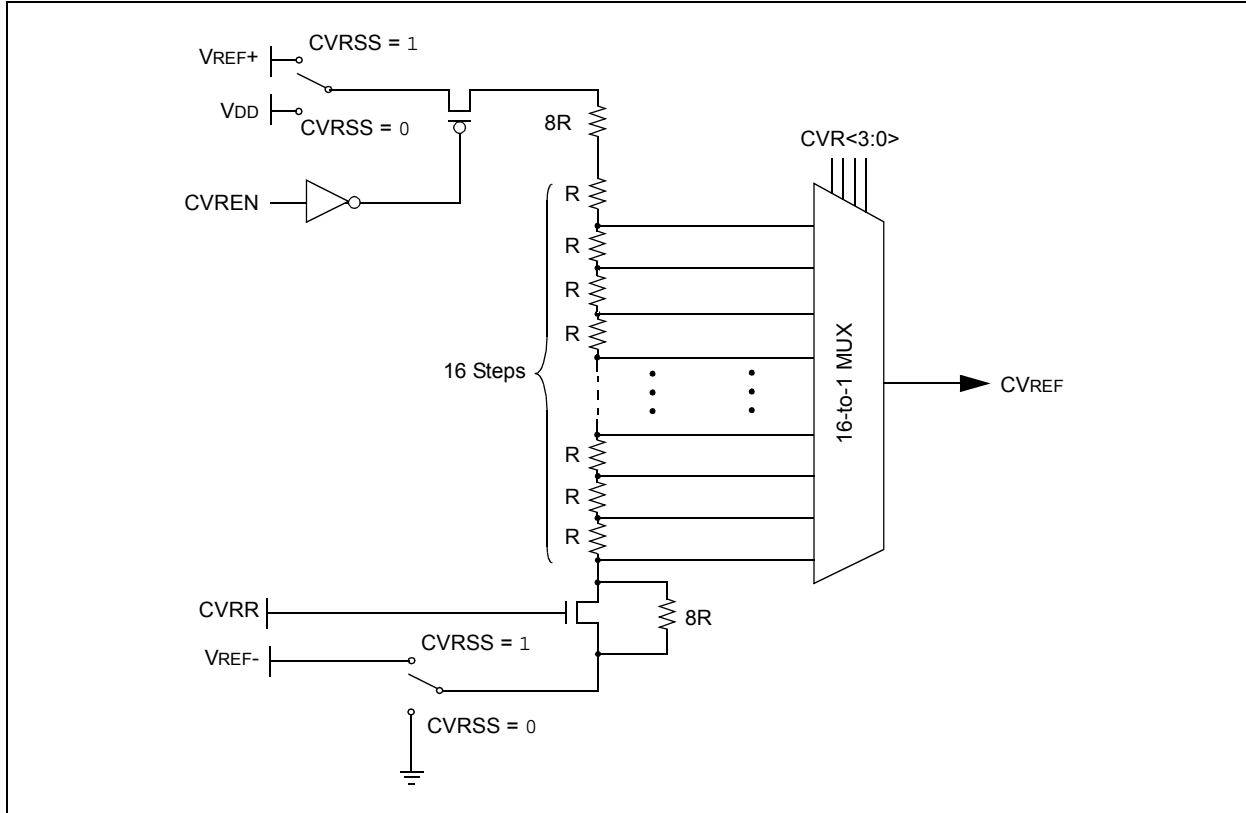 CVRSS = 1
VREF+
VDD
CVRSS = 0
8R
CVR<3:0>
CVREN
R
R
R
R
16 Steps
16-to-1 MUX
CVREF
R
R
R
CVRR
8R
CVRSS = 1
VREF-
CVRSS = 0